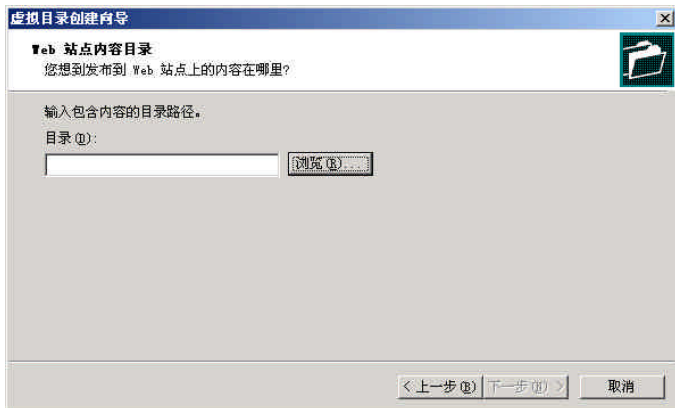 虚拟目录创建向导
Web 站点内容目录
您想到发布到 Web 站点上的内容在哪里?
输入包含内容的目录路径。
目录(D):
浏览(R)...
< 上一步(B) 下一步(N) > 取消